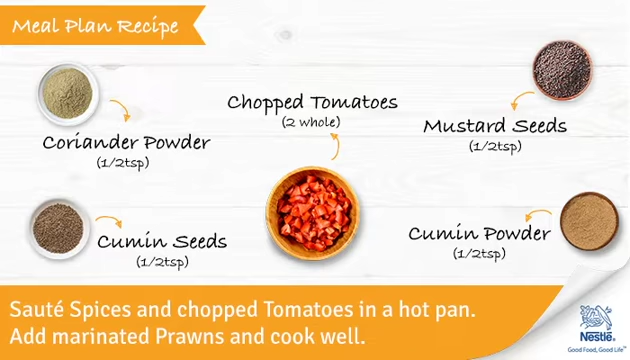 Meal Plan Recipe
Chopped Tomatoes
(2 whole)
Mustard Seeds
(1/2tsp)
Coriander Powder
(1/2tsp)
Cumin Seeds
(1/2tsp)
Cumin Powder
(1/2tsp)
Sauté Spices and chopped Tomatoes in a hot pan.
Add marinated Prawns and cook well.
Nestlé
Good Food, Good Life